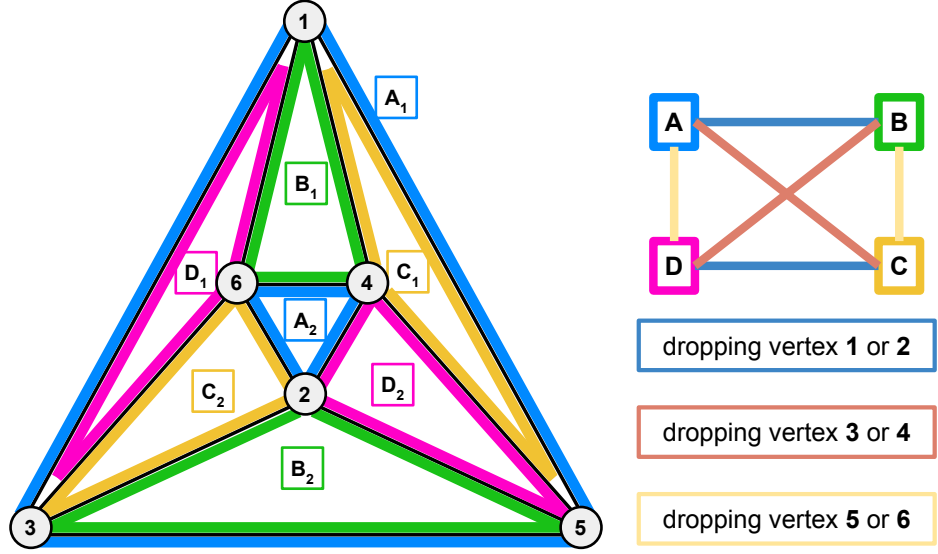 1
A1
B1
D1
6
4
C1
A2
C2
2
D2
B2
3
5
A
B
D
C
dropping vertex 1 or 2
dropping vertex 3 or 4
dropping vertex 5 or 6